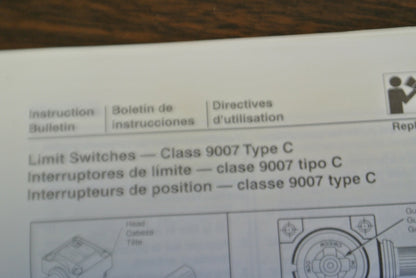 Instruction Boletín de Directives
Bulletin instrucciones d'utilisation
Limit Switches — Class 9007 Type C
Interruptores de límite — clase 9007 tipo C
Interrupteurs de position — classe 9007 type C
Head
Cabeza
Tête